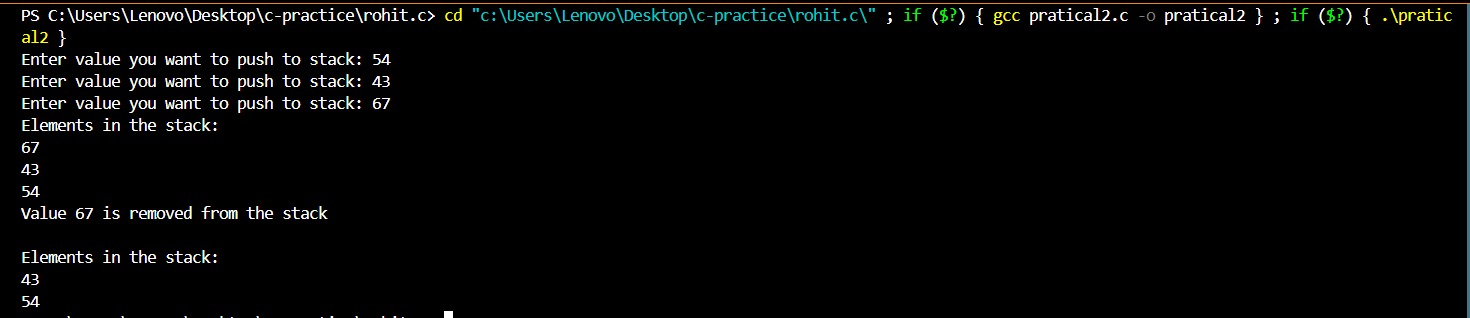 PS C:\Users\Lenovo\Desktop\c-practice\rohit.c> cd "c:\Users\Lenovo\Desktop\c-practice\rohit.c\" ; if ($?) { gcc pratical2.c -o pratical2 } ; if ($?) { .\pratic
al2 }
Enter value you want to push to stack: 54
Enter value you want to push to stack: 43
Enter value you want to push to stack: 67
Elements in the stack:
67
43
54
Value 67 is removed from the stack
Elements in the stack:
43
54